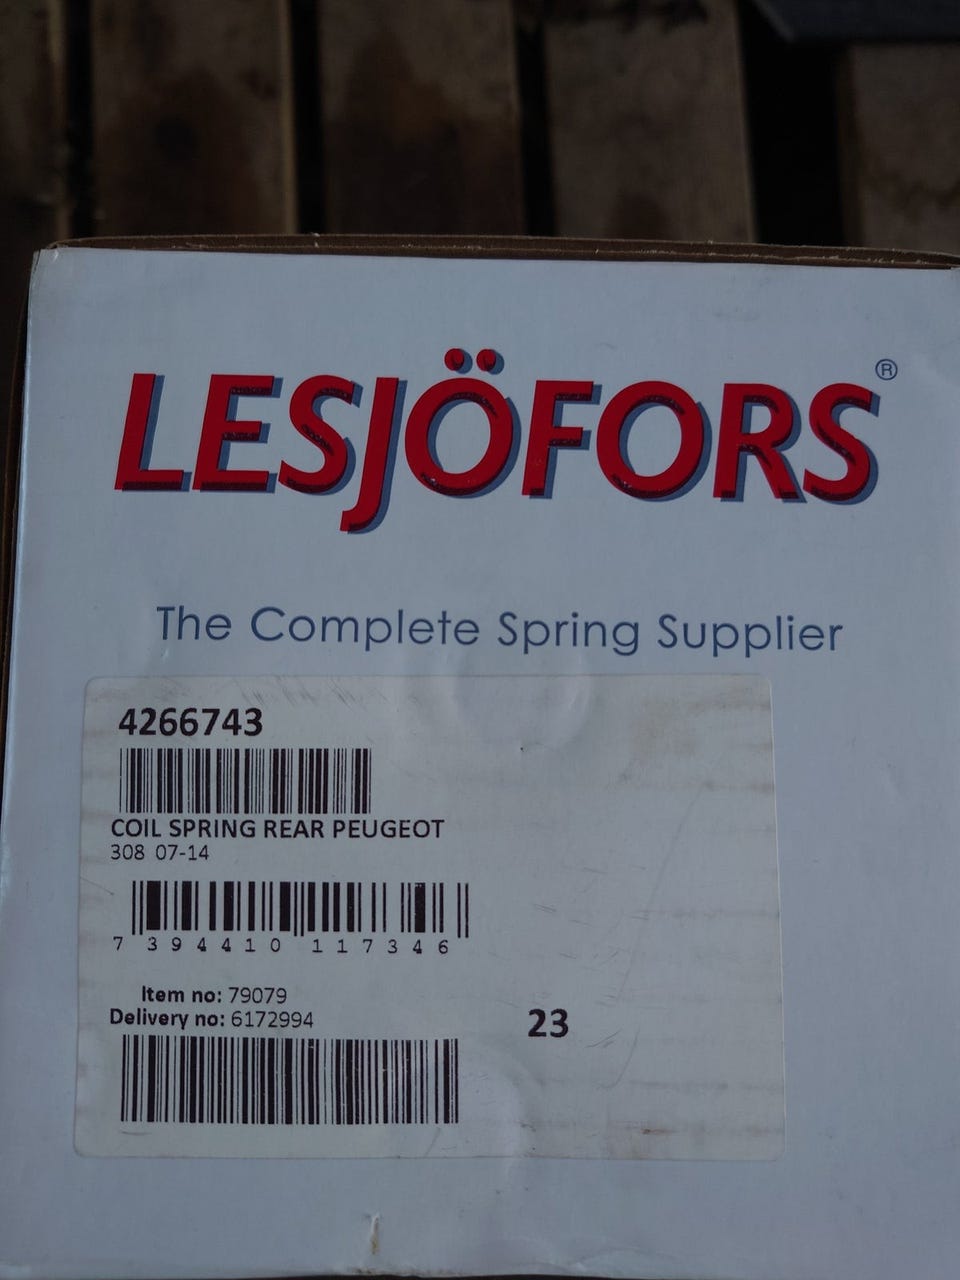 LESJÖFORS®
The Complete Spring Supplier
4266743
COIL SPRING REAR PEUGEOT
308 07-14
7 394410 117346
Item no: 79079
Delivery no: 6172994
23